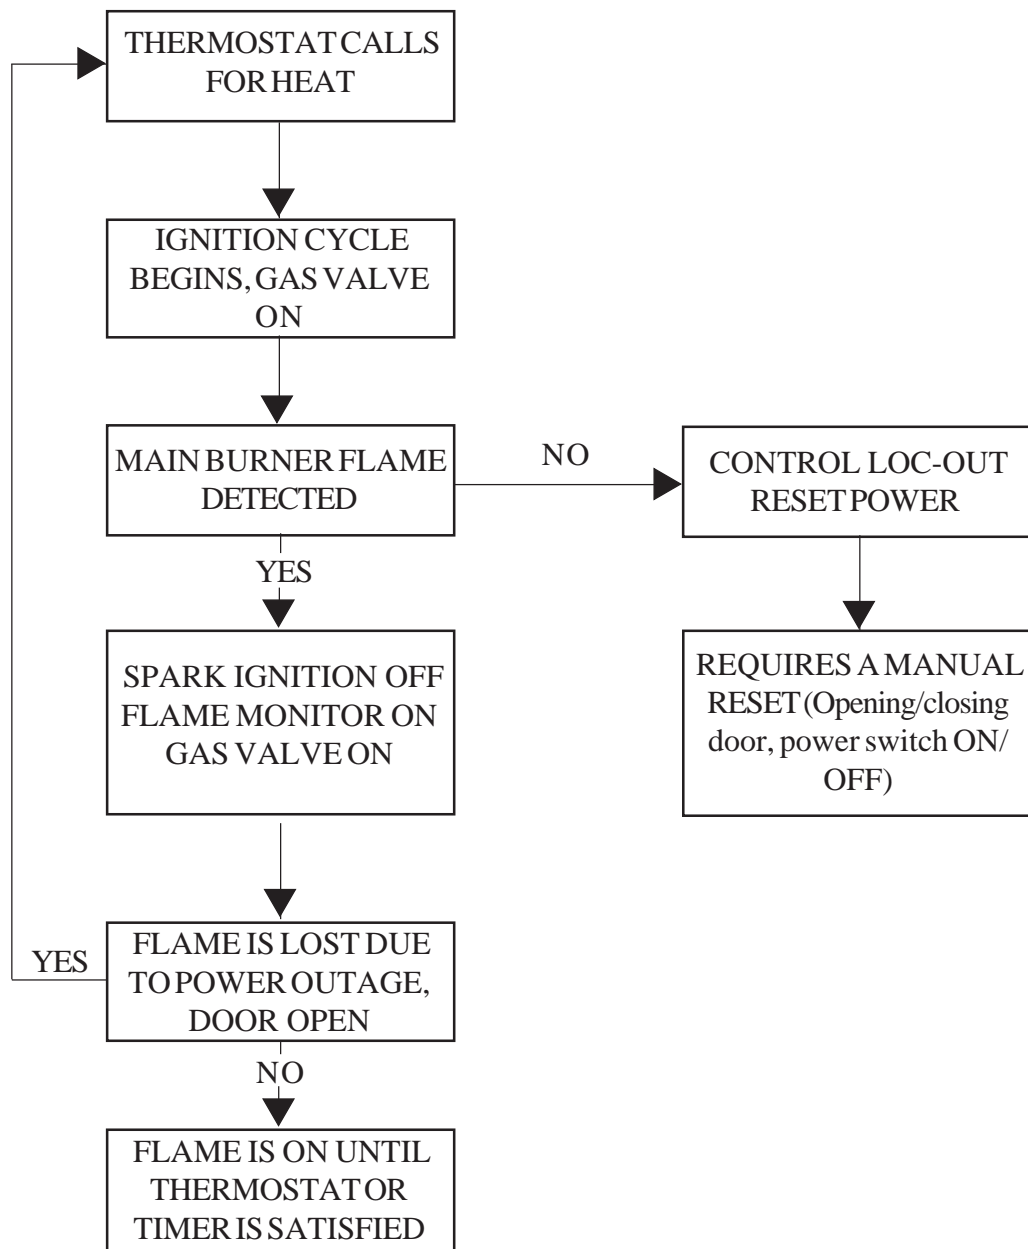 THERMOSTAT CALLS
FOR HEAT
IGNITION CYCLE
BEGINS, GAS VALVE
ON
MAIN BURNER FLAME
DETECTED
NO
CONTROL LOC-OUT
RESET POWER
YES
SPARK IGNITION OFF
FLAME MONITOR ON
GAS VALVE ON
REQUIRES A MANUAL
RESET (Opening/closing
door, power switch ON/
OFF)
FLAME IS LOST DUE
TO POWER OUTAGE,
DOOR OPEN
YES
NO
FLAME IS ON UNTIL
THERMOSTAT OR
TIMER IS SATISFIED